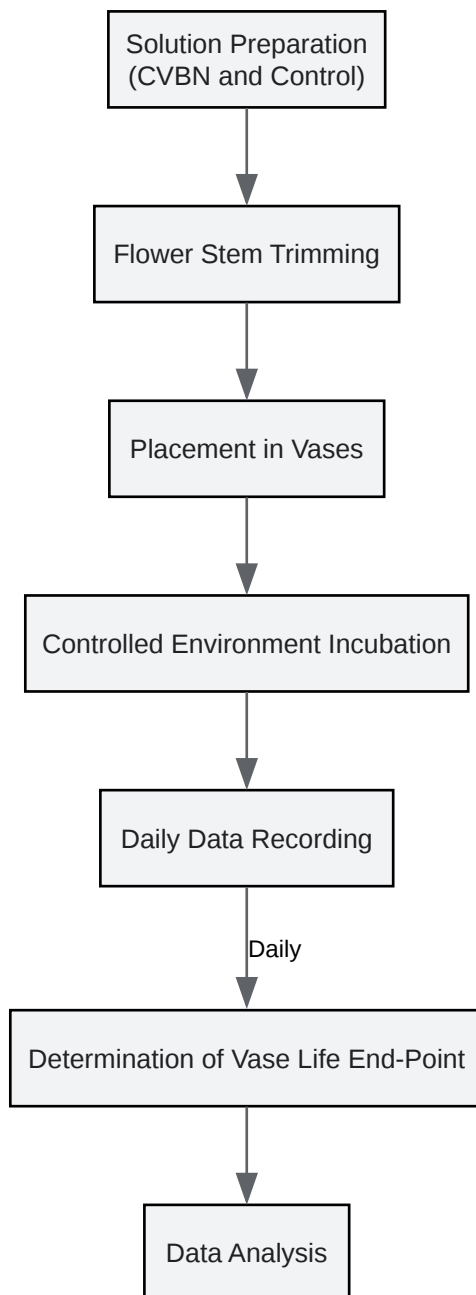 Solution Preparation
(CVBN and Control)
Flower Stem Trimming
Placement in Vases
Controlled Environment Incubation
Daily Data Recording
Daily
Determination of Vase Life End-Point
Data Analysis